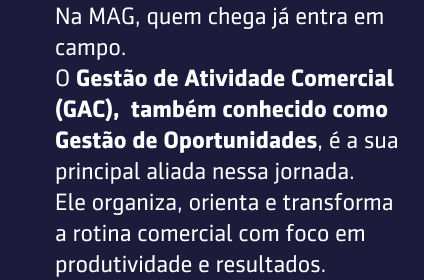 Na MAG, quem chega já entra em
campo.
O Gestão de Atividade Comercial
(GAC),  também conhecido como
Gestão de Oportunidades, é a sua
principal aliada nessa jornada.
Ele organiza, orienta e transforma
a rotina comercial com foco em
produtividade e resultados.